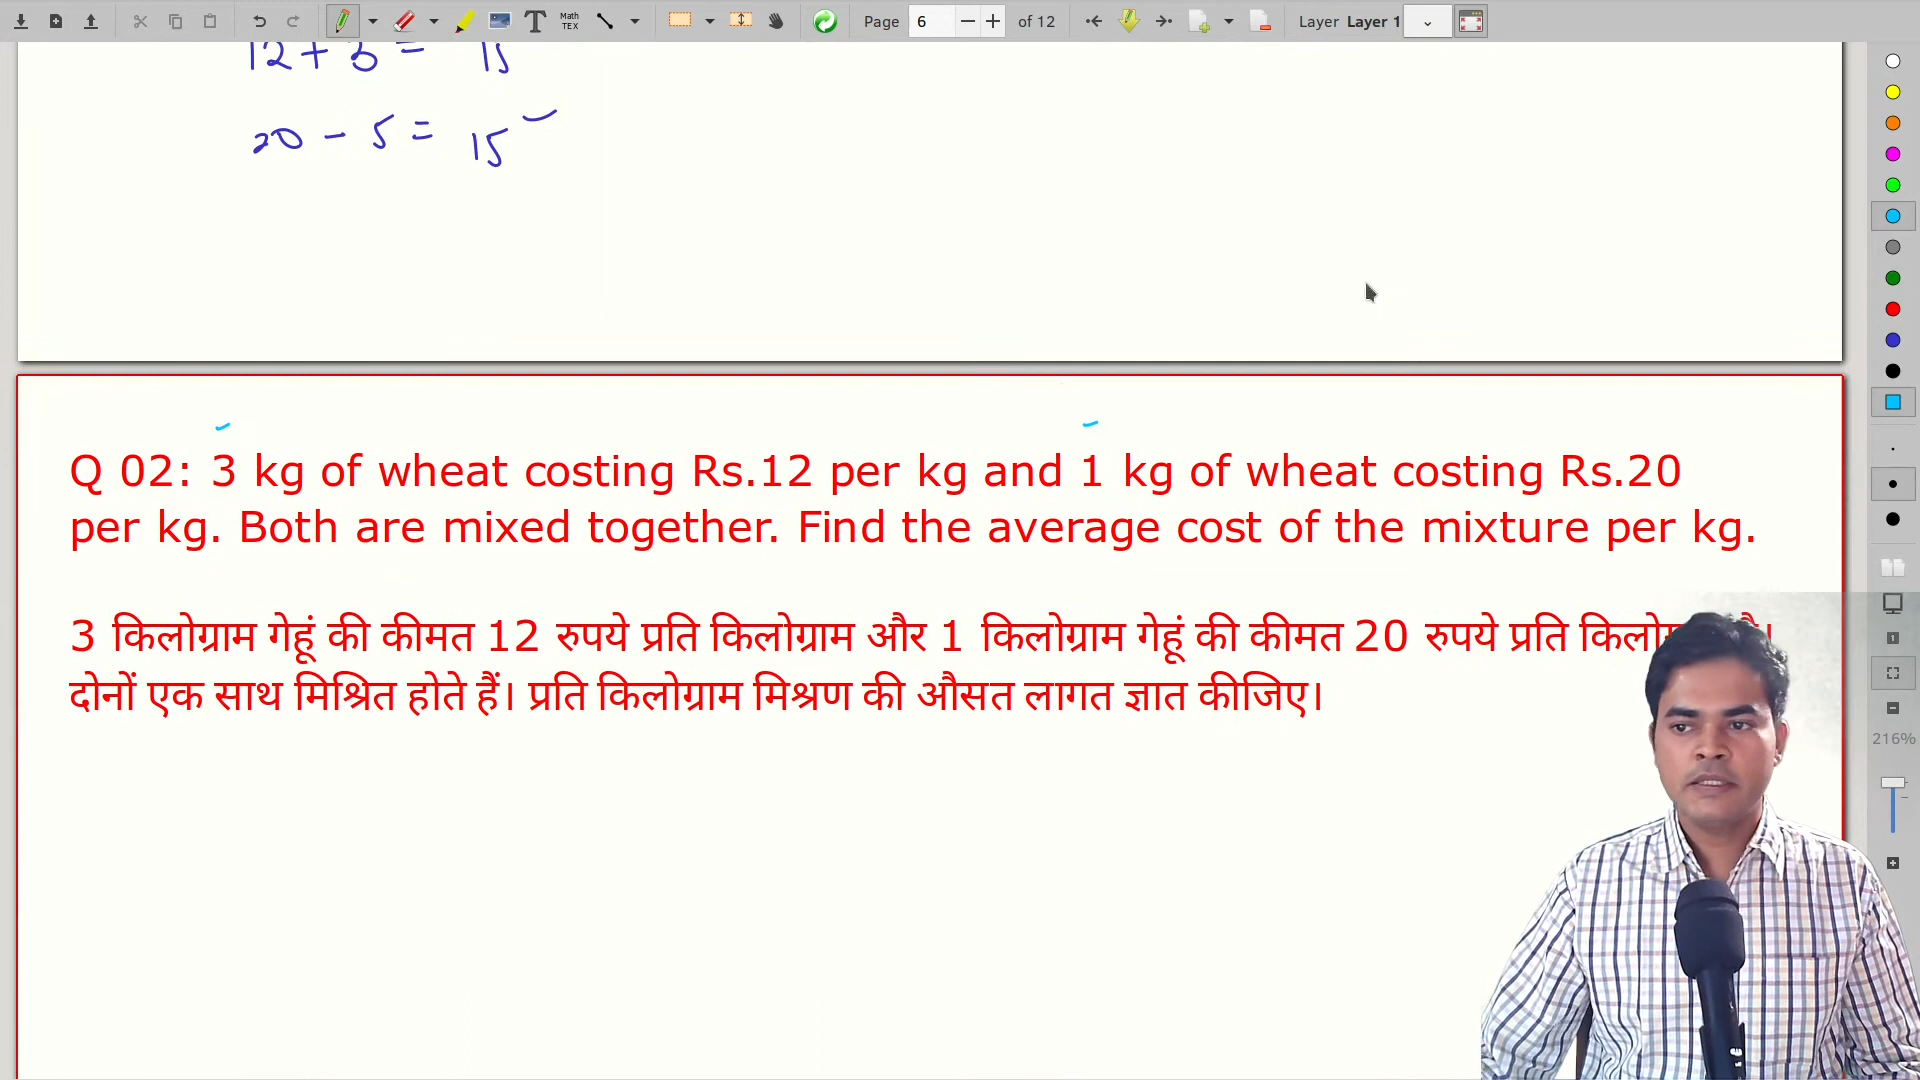 Page 6 of 12 Layer Layer 1
Math
TEX
12 + 3 = 15
20 - 5 = 15
Q 02: 3 kg of wheat costing Rs.12 per kg and 1 kg of wheat costing Rs.20
per kg. Both are mixed together. Find the average cost of the mixture per kg.
3 किलोग्राम गेहूं की कीमत 12 रुपये प्रति किलोग्राम और 1 किलोग्राम गेहूं की कीमत 20 रुपये प्रति
दोनों एक साथ मिश्रित होते हैं। प्रति किलोग्राम मिश्रण की औसत लागत ज्ञात कीजिए।
216%